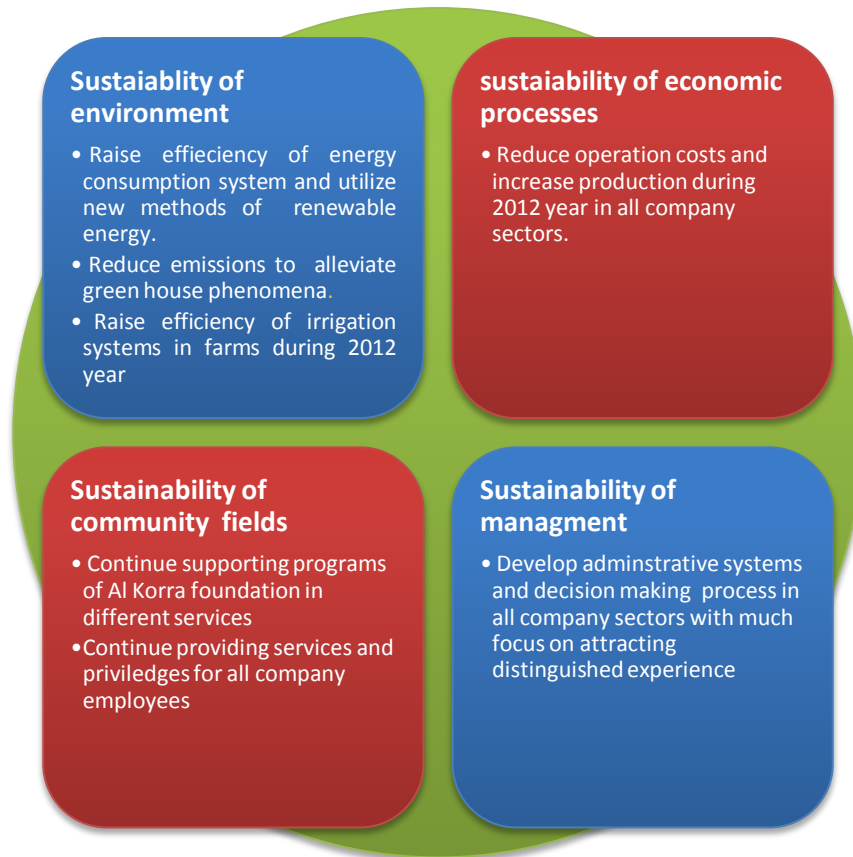 Sustaiablity of
environment
• Raise effieciency of energy
consumption system and utilize
new methods of renewable
energy.
• Reduce emissions to alleviate
green house phenomena.
• Raise efficiency of irrigation
systems in farms during 2012
year
sustaiability of economic
processes
• Reduce operation costs and
increase production during
2012 year in all company
sectors.
Sustainability of
community fields
• Continue supporting programs
of Al Korra foundation in
different services
•Continue providing services and
priviledges for all company
employees
Sustainability of
managment
• Develop adminstrative systems
and decision making process in
all company sectors with much
focus on attracting
distinguished experience